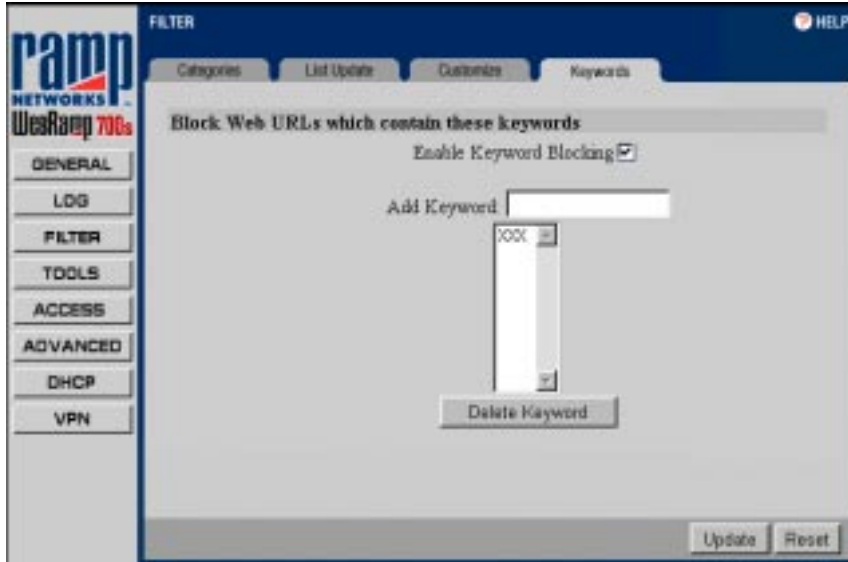 FILTER
HELP
ramp
NETWORKS
WebRamp 700s
Categories
List Update
Customize
Keywords
Block Web URLs which contain these keywords
Enable Keyword Blocking
Add Keyword
XXX
Delete Keyword
GENERAL
LOG
FILTER
TOOLS
ACCESS
ADVANCED
DHCP
VPN
Update
Reset